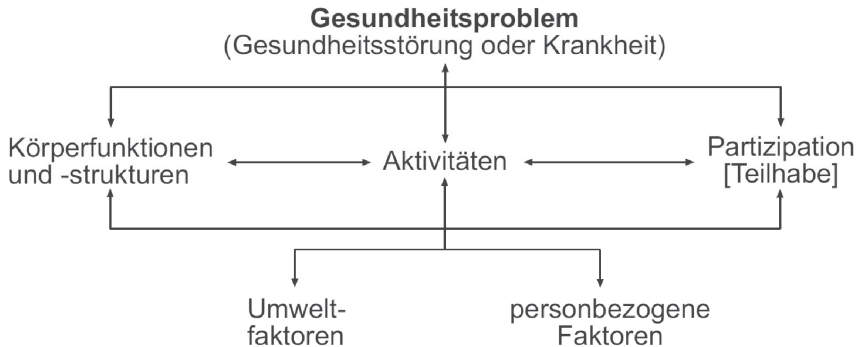 Gesundheitsproblem
(Gesundheitsstörung oder Krankheit)
Körperfunktionen
und -strukturen
Aktivitäten
Partizipation
[Teilhabe]
Umwelt-
faktoren
personbezogene
Faktoren